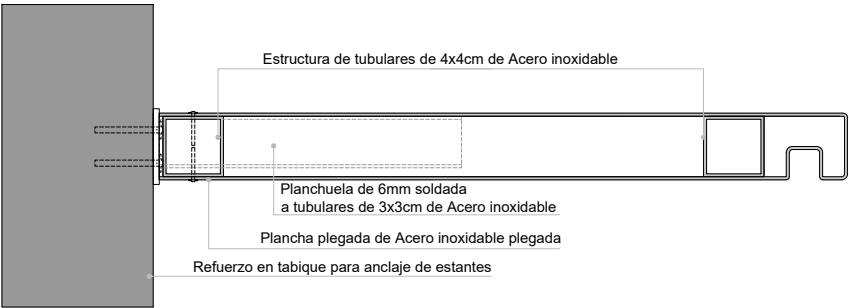 Estructura de tubulares de 4x4cm de Acero inoxidable
Planchuela de 6mm soldada
a tubulares de 3x3cm de Acero inoxidable
Plancha plegada de Acero inoxidable plegada
Refuerzo en tabique para anclaje de estantes